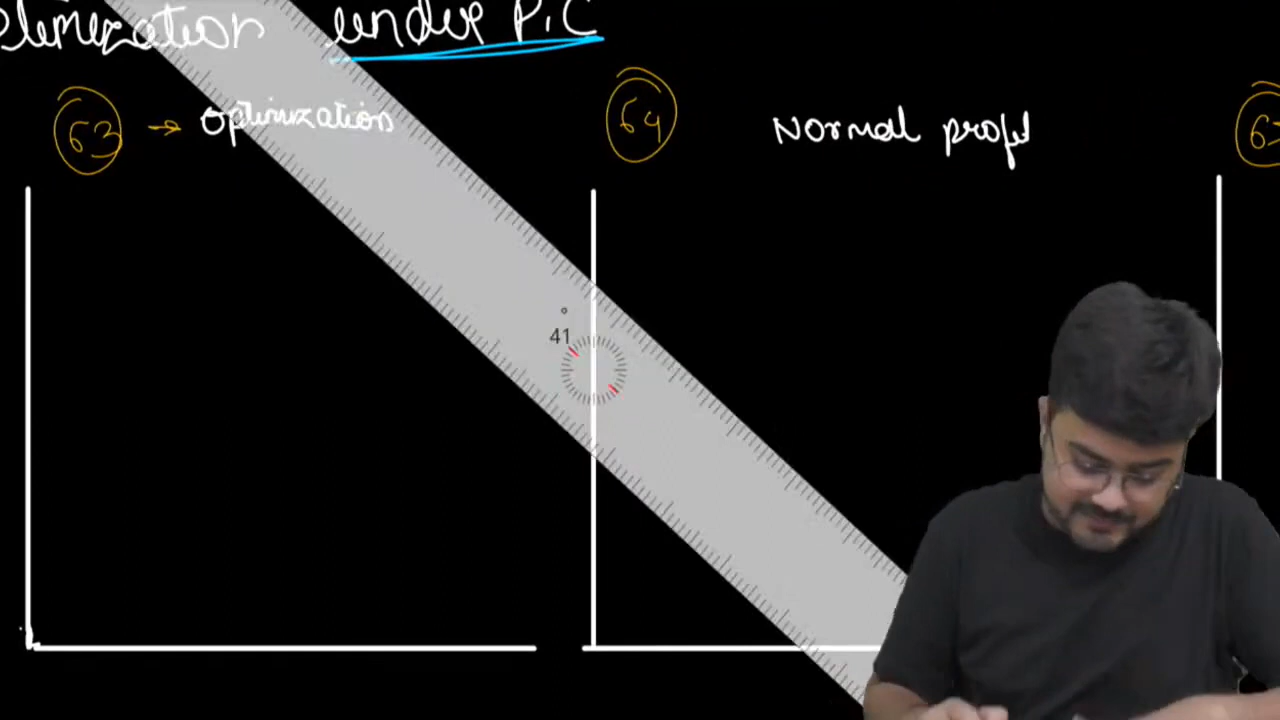 under P.C
63 → optimization
64 Normal profit
41°